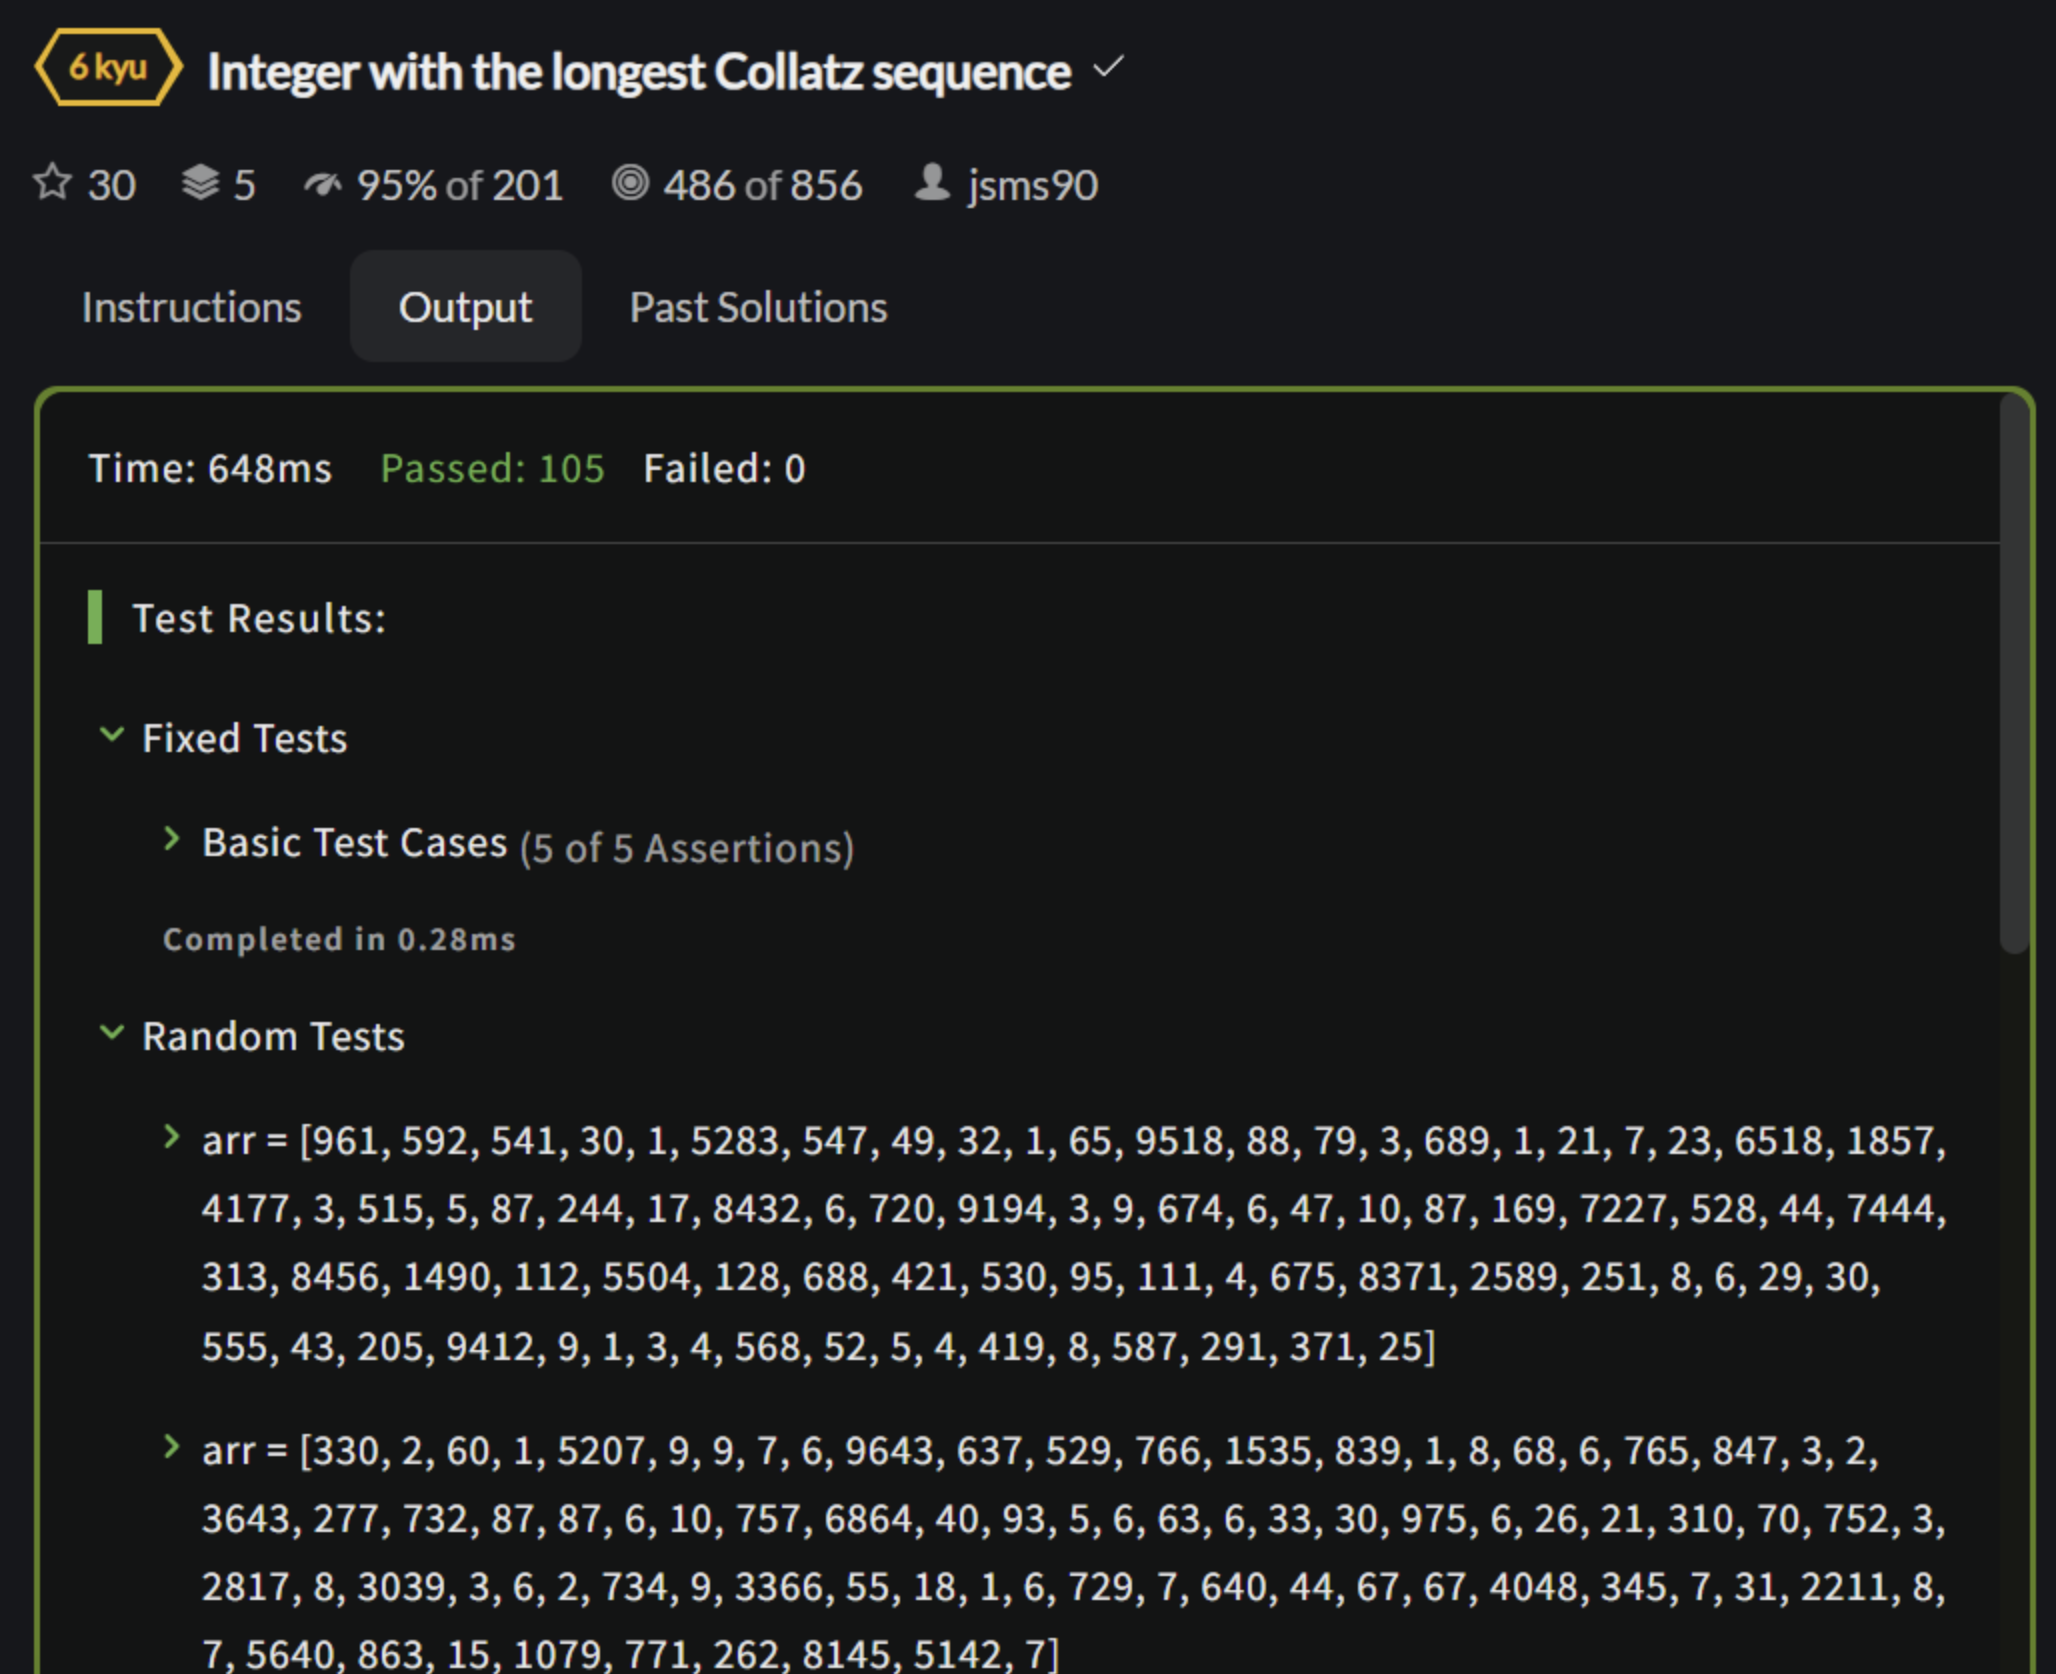 6 kyu Integer with the longest Collatz sequence
30 5 95% of 201 486 of 856 jsms90
Instructions Output Past Solutions
Time: 648ms Passed: 105 Failed: 0
Test Results:
Fixed Tests
Basic Test Cases (5 of 5 Assertions)
Completed in 0.28ms
Random Tests
arr = [961, 592, 541, 30, 1, 5283, 547, 49, 32, 1, 65, 9518, 88, 79, 3, 689, 1, 21, 7, 23, 6518, 1857,
4177, 3, 515, 5, 87, 244, 17, 8432, 6, 720, 9194, 3, 9, 674, 6, 47, 10, 87, 169, 7227, 528, 44, 7444,
313, 8456, 1490, 112, 5504, 128, 688, 421, 530, 95, 111, 4, 675, 8371, 2589, 251, 8, 6, 29, 30,
555, 43, 205, 9412, 9, 1, 3, 4, 568, 52, 5, 4, 419, 8, 587, 291, 371, 25]
arr = [330, 2, 60, 1, 5207, 9, 9, 7, 6, 9643, 637, 529, 766, 1535, 839, 1, 8, 68, 6, 765, 847, 3, 2,
3643, 277, 732, 87, 87, 6, 10, 757, 6864, 40, 93, 5, 6, 63, 6, 33, 30, 975, 6, 26, 21, 310, 70, 752, 3,
2817, 8, 3039, 3, 6, 2, 734, 9, 3366, 55, 18, 1, 6, 729, 7, 640, 44, 67, 67, 4048, 345, 7, 31, 2211, 8,
7, 5640, 863, 15, 1079, 771, 262, 8145, 5142, 7]